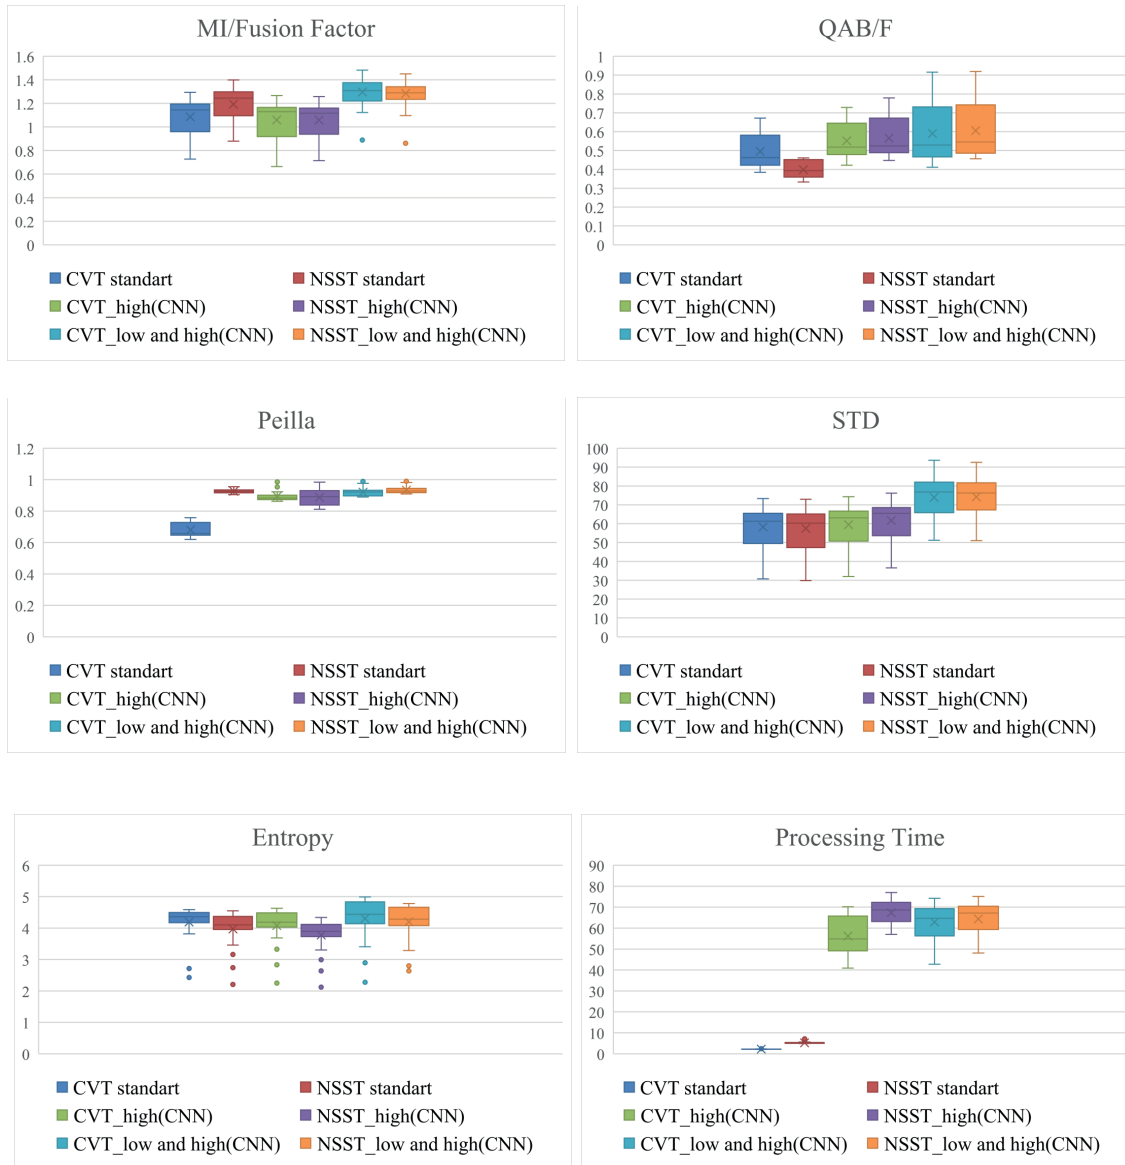 MI/Fusion Factor
1.6
1.4
1.2
1
0.8
0.6
0.4
0.2
0
CVT standart NSST standart
CVT_high(CNN) NSST_high(CNN)
CVT_low and high(CNN) NSST_low and high(CNN)
QAB/F
1
0.9
0.8
0.7
0.6
0.5
0.4
0.3
0.2
0.1
0
CVT standart NSST standart
CVT_high(CNN) NSST_high(CNN)
CVT_low and high(CNN) NSST_low and high(CNN)
Peilla
1.2
1
0.8
0.6
0.4
0.2
0
CVT standart NSST standart
CVT_high(CNN) NSST_high(CNN)
CVT_low and high(CNN) NSST_low and high(CNN)
STD
100
90
80
70
60
50
40
30
20
10
0
CVT standart NSST standart
CVT_high(CNN) NSST_high(CNN)
CVT_low and high(CNN) NSST_low and high(CNN)
Entropy
6
5
4
3
2
1
0
CVT standart NSST standart
CVT_high(CNN) NSST_high(CNN)
CVT_low and high(CNN) NSST_low and high(CNN)
Processing Time
90
80
70
60
50
40
30
20
10
0
CVT standart NSST standart
CVT_high(CNN) NSST_high(CNN)
CVT_low and high(CNN) NSST_low and high(CNN)